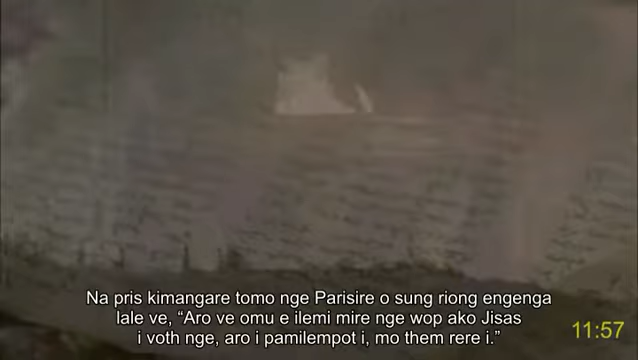 Na pris kimangare tomo nge Parisire o sung riong engenga
lale ve, “Aro ve omu e ilemi mire nge wop ako Jisas
i voth nge, aro i pamilempot i, mo them rere i.”
11:57